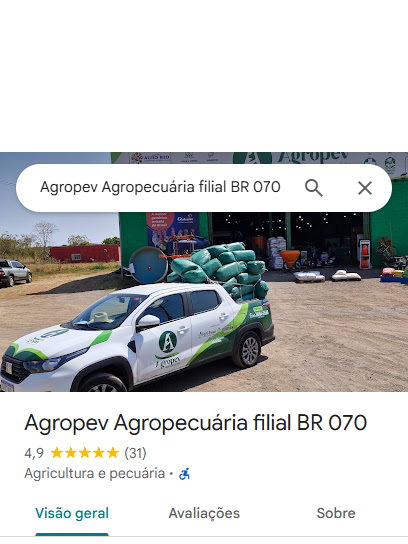 Agropev
Agropev Agropecuária filial BR 070
A
Agropev
Agropev Agropecuária filial BR 070
4,9 (31)
Agricultura e pecuária •
Visão geral Avaliações Sobre